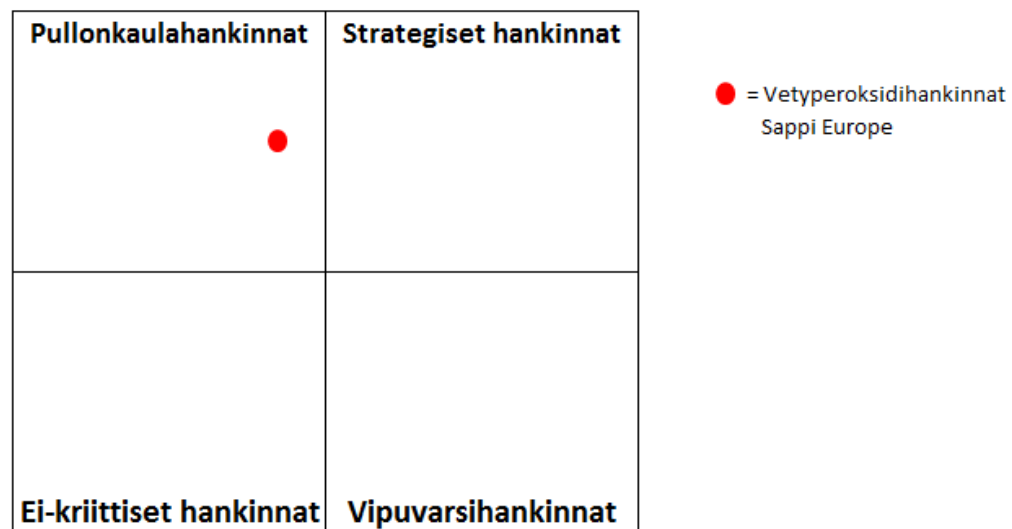 Pullonkaulahankinnat
Strategiset hankinnat
= Vetyperoksidihankinnat
Sappi Europe
Ei-kriittiset hankinnat
Vipuvarsihankinnat